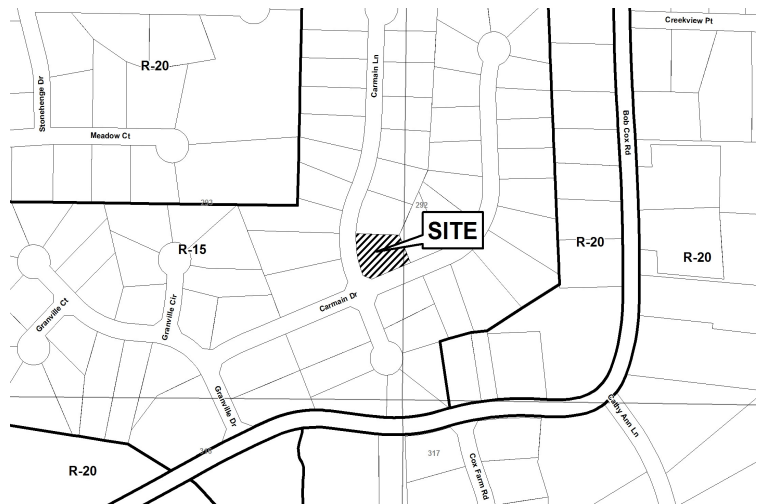 Creekview Pt
R-20
Carmain Ln
Stonehenge Dr
Bob Cox Rd
Meadow Ct
292
SITE
R-15
R-20
R-20
Granville Ct
Granville Cir
Carmain Dr
Granville Dr
Cathy Ann Ln
317
R-20
Cox Farm Rd